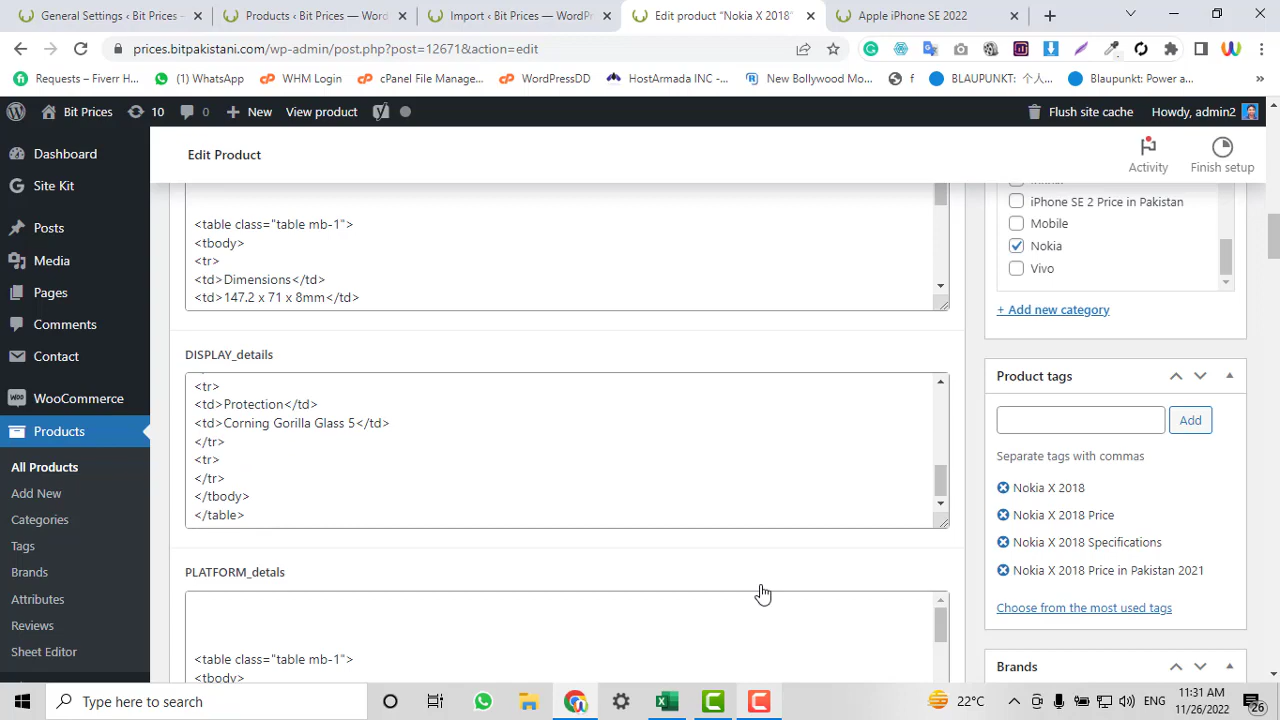 General Settings ‹ Bit Prices — W
Products ‹ Bit Prices — Word
Import ‹ Bit Prices — WordPr
Edit product "Nokia X 2018"
Apple iPhone SE 2022
prices.bitpakistani.com/wp-admin/post.php?post=12671&action=edit
Requests – Fiverr H...
(1) WhatsApp
WHM Login
cPanel File Manage...
WordPressDD
HostArmada INC -...
New Bollywood Mo...
f
BLAUPUNKT: 个人...
Blaupunkt: Power a...
»
Bit Prices
10
0
New
View product
Flush site cache
Howdy, admin2
Dashboard
Site Kit
Posts
Media
Pages
Comments
Contact
WooCommerce
Products
All Products
Add New
Categories
Tags
Brands
Attributes
Reviews
Sheet Editor
Edit Product
Activity
Finish setup
<table class="table mb-1">
<tbody>
<tr>
<td>Dimensions</td>
<td>147.2 x 71 x 8mm</td>
DISPLAY_details
<tr>
<td>Protection</td>
<td>Corning Gorilla Glass 5</td>
</tr>
<tr>
</tr>
</tbody>
</table>
PLATFORM_detals
<table class="table mb-1">
<tbody>
iPhone SE 2 Price in Pakistan
Mobile
Nokia
Vivo
+ Add new category
Product tags
Add
Separate tags with commas
Nokia X 2018
Nokia X 2018 Price
Nokia X 2018 Specifications
Nokia X 2018 Price in Pakistan 2021
Choose from the most used tags
Brands
Type here to search
22°C
ENG
11:31 AM
11/26/2022
26